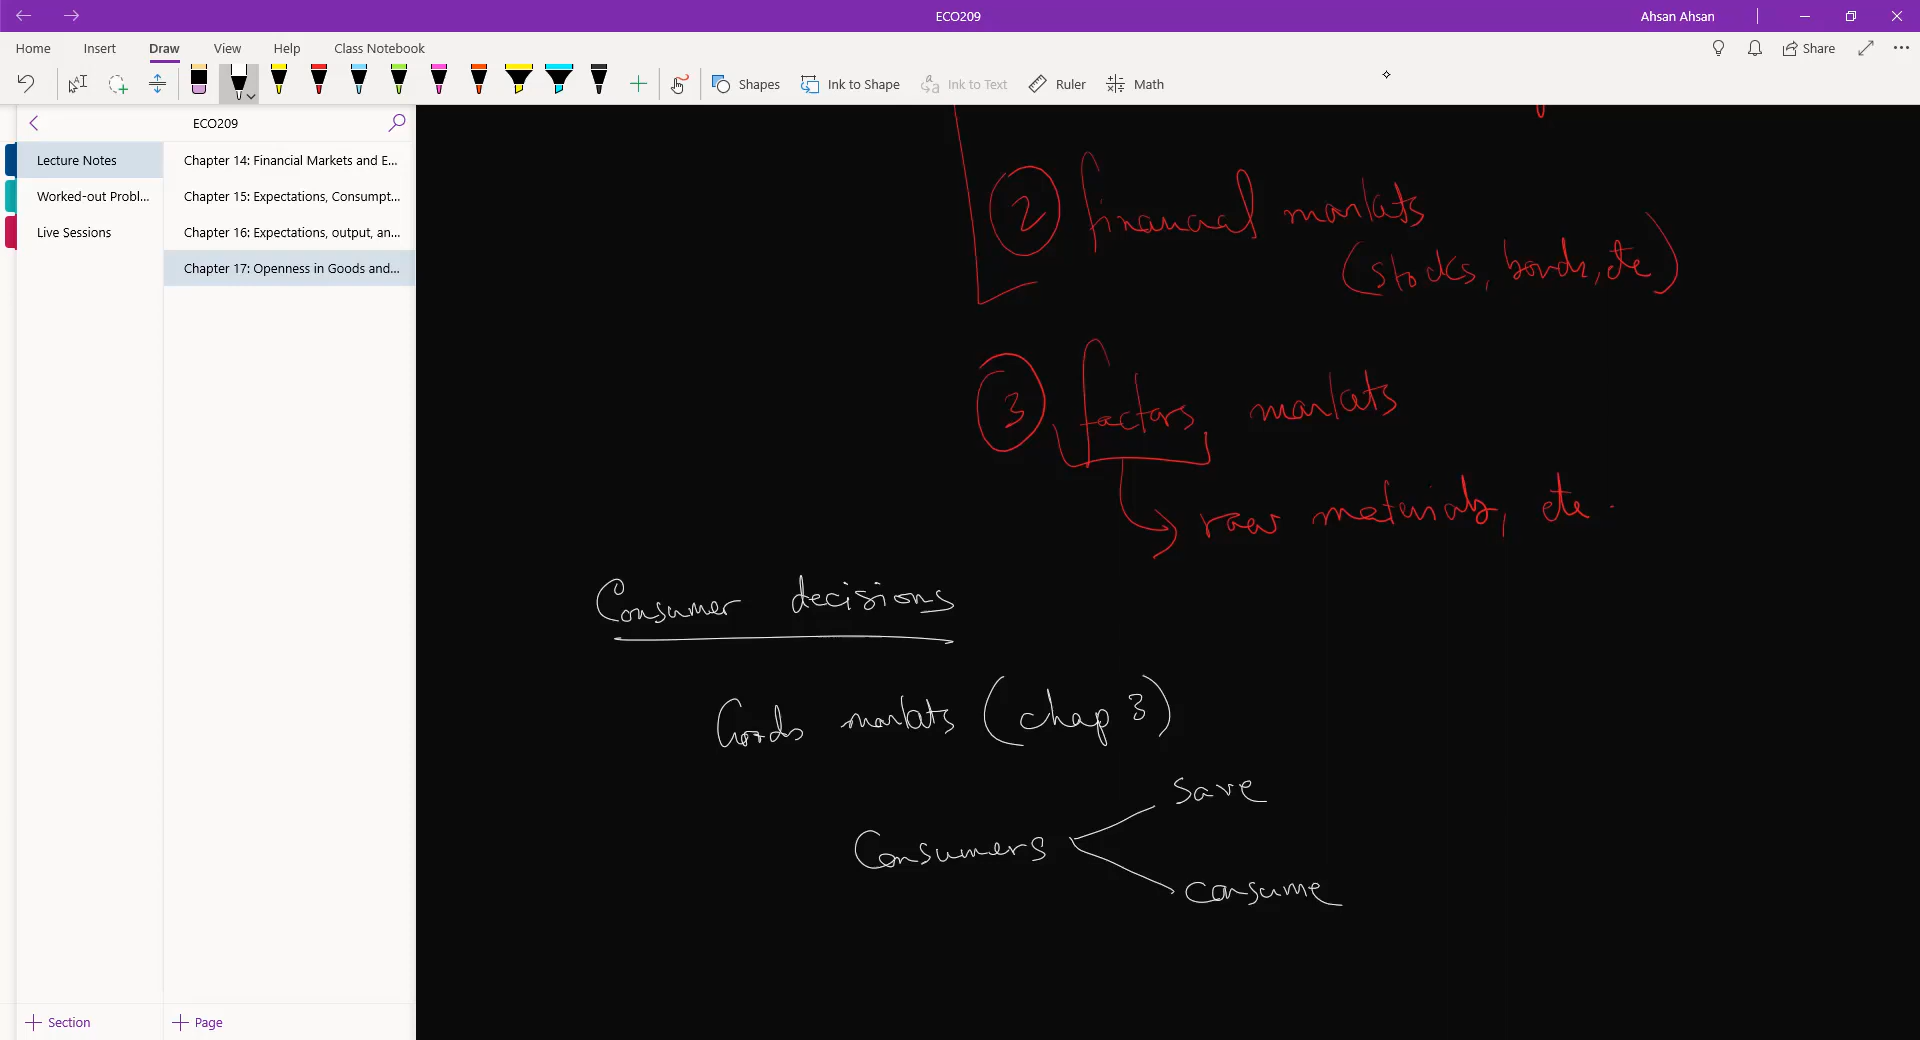 ECO209
Ahsan Ahsan
Home Insert Draw View Help Class Notebook
Share
Shapes Ink to Shape Ink to Text Ruler Math
ECO209
Lecture Notes
Worked-out Probl...
Live Sessions
Chapter 14: Financial Markets and E...
Chapter 15: Expectations, Consumpt...
Chapter 16: Expectations, output, an...
Chapter 17: Openness in Goods and...
2 financial markets
(stocks, bonds, etc)
3 factors markets
raw materials, etc.
Consumer decisions
Goods markets (chap 3)
save
Consumers
consume
+ Section
+ Page